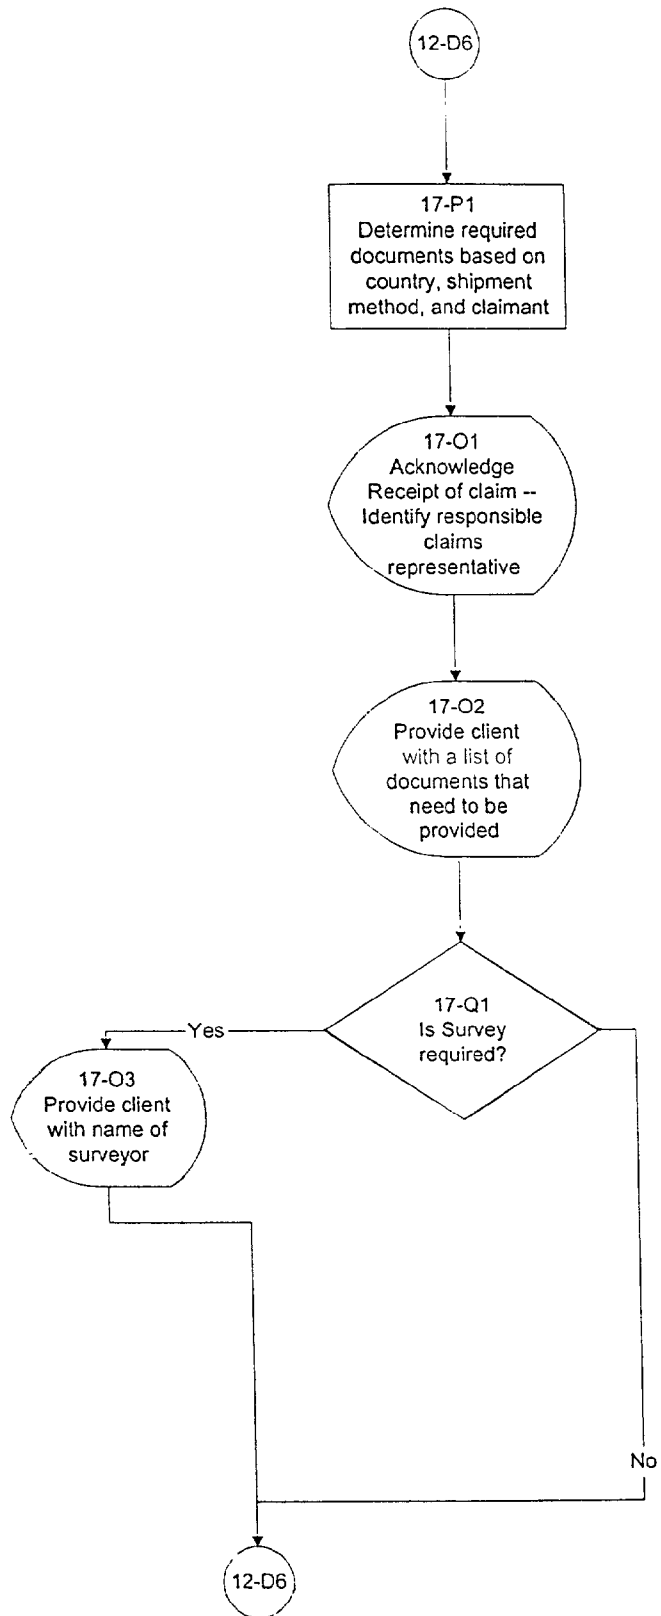 12-D6
17-P1
Determine required
documents based on
country, shipment
method, and claimant
17-O1
Acknowledge
Receipt of claim --
Identify responsible
claims
representative
17-O2
Provide client
with a list of
documents that
need to be
provided
17-Q1
Is Survey
required?
Yes
17-O3
Provide client
with name of
surveyor
No
12-D6